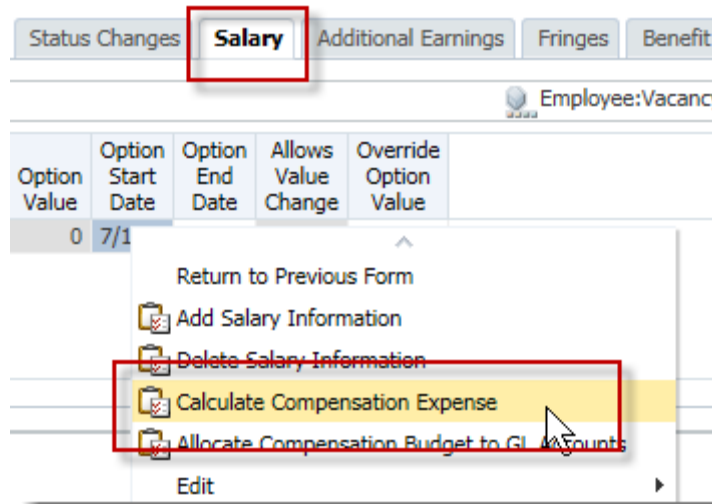 Status Changes Salary Additional Earnings Fringes Benefit
Employee:Vacanc
Option Option Allows Override
Option Start End Value Option
Value Date Date Change Value
0 7/1
Return to Previous Form
Add Salary Information
Delete Salary Information
Calculate Compensation Expense
Allocate Compensation Budget to GL Accounts
Edit